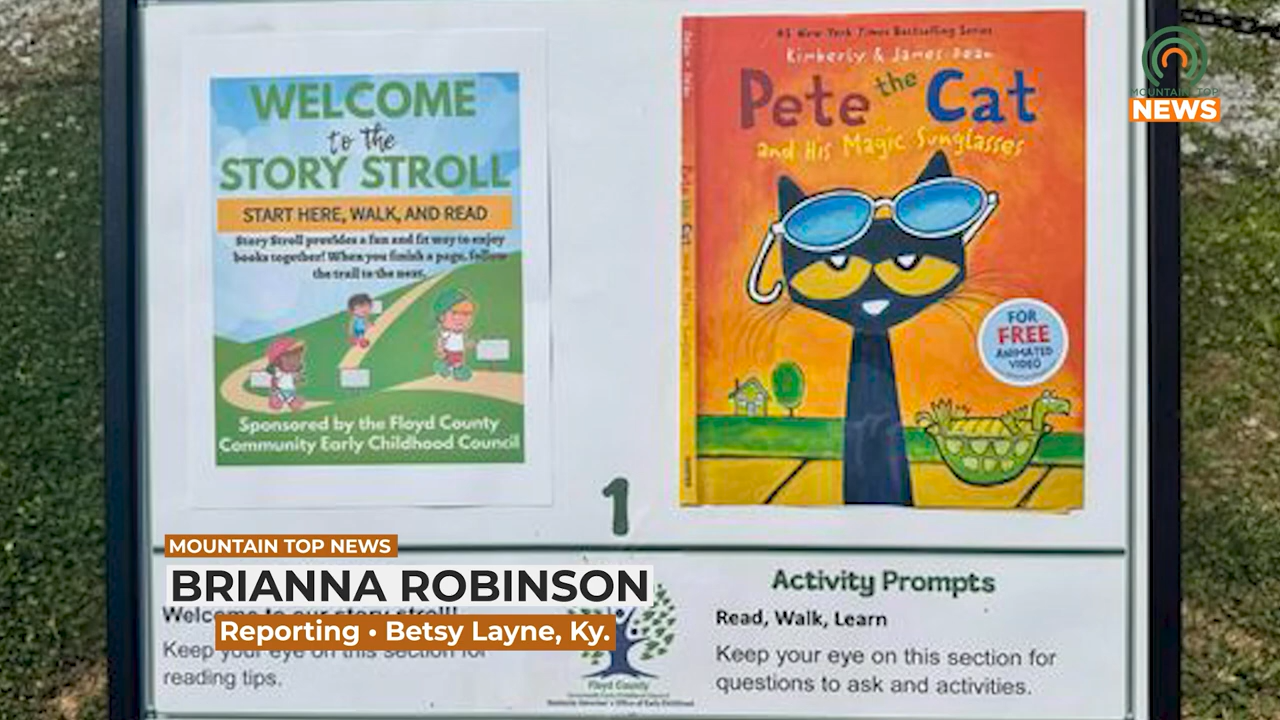 WELCOME
to the
STORY STROLL
START HERE, WALK, AND READ
Story Stroll provides a fun and fit way to enjoy
books together! When you finish a page, follow
the trail to the next.
Sponsored by the Floyd County
Community Early Childhood Council
#1 New York Times Bestselling Series
Kimberly & James Dean
Pete the Cat
and His Magic Sunglasses
FOR
FREE
ANIMATED
VIDEO
MOUNTAIN TOP
NEWS
1
MOUNTAIN TOP NEWS
BRIANNA ROBINSON
Reporting • Betsy Layne, Ky.
Welcome to our story stroll!
Keep your eye on this section for
reading tips.
Floyd County
Activity Prompts
Read, Walk, Learn
Keep your eye on this section for
questions to ask and activities.